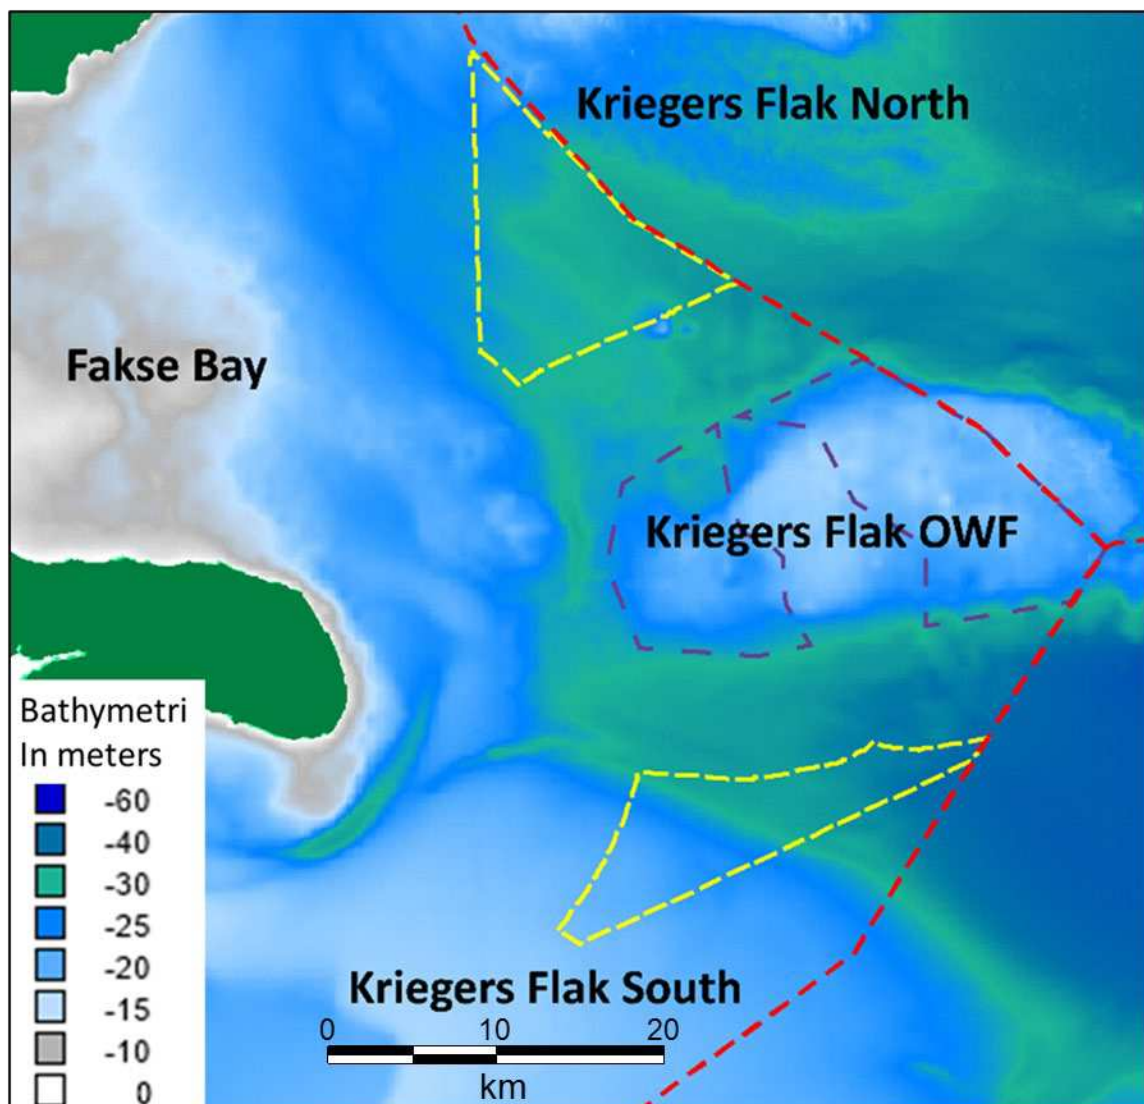 Kriegers Flak North
Fakse Bay
Kriegers Flak OWF
Bathymetri
In meters
-60
-40
-30
-25
-20
-15
-10
0
Kriegers Flak South
0 10 20
km